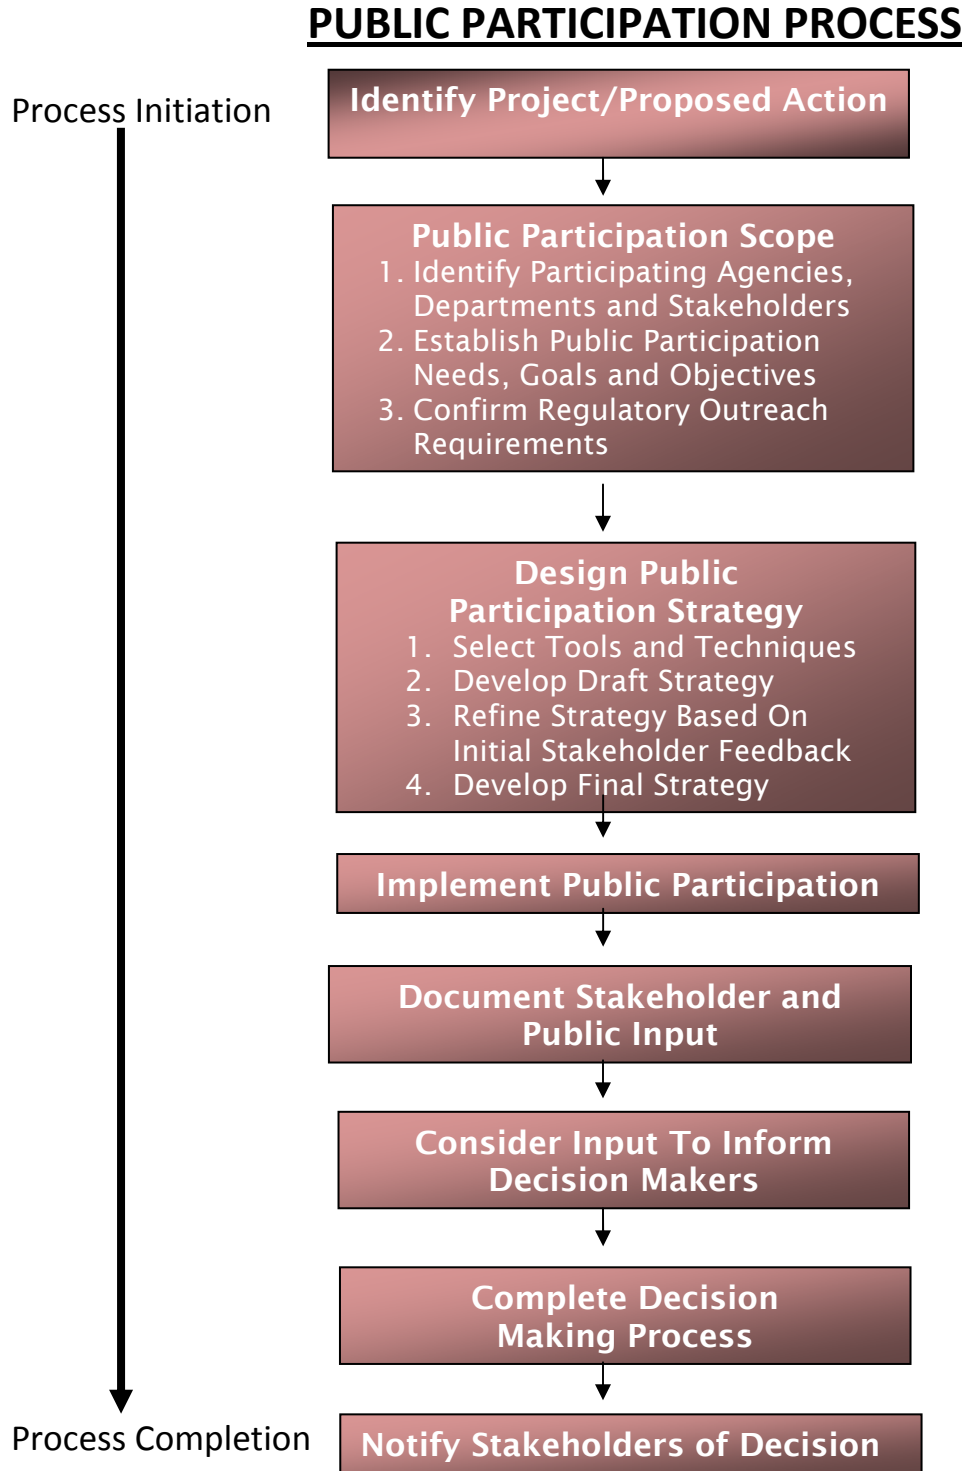 PUBLIC PARTICIPATION PROCESS
Process Initiation
Identify Project/Proposed Action
Public Participation Scope
1. Identify Participating Agencies,
Departments and Stakeholders
2. Establish Public Participation
Needs, Goals and Objectives
3. Confirm Regulatory Outreach
Requirements
Design Public
Participation Strategy
1. Select Tools and Techniques
2. Develop Draft Strategy
3. Refine Strategy Based On
Initial Stakeholder Feedback
4. Develop Final Strategy
Implement Public Participation
Document Stakeholder and
Public Input
Consider Input To Inform
Decision Makers
Complete Decision
Making Process
Process Completion
Notify Stakeholders of Decision